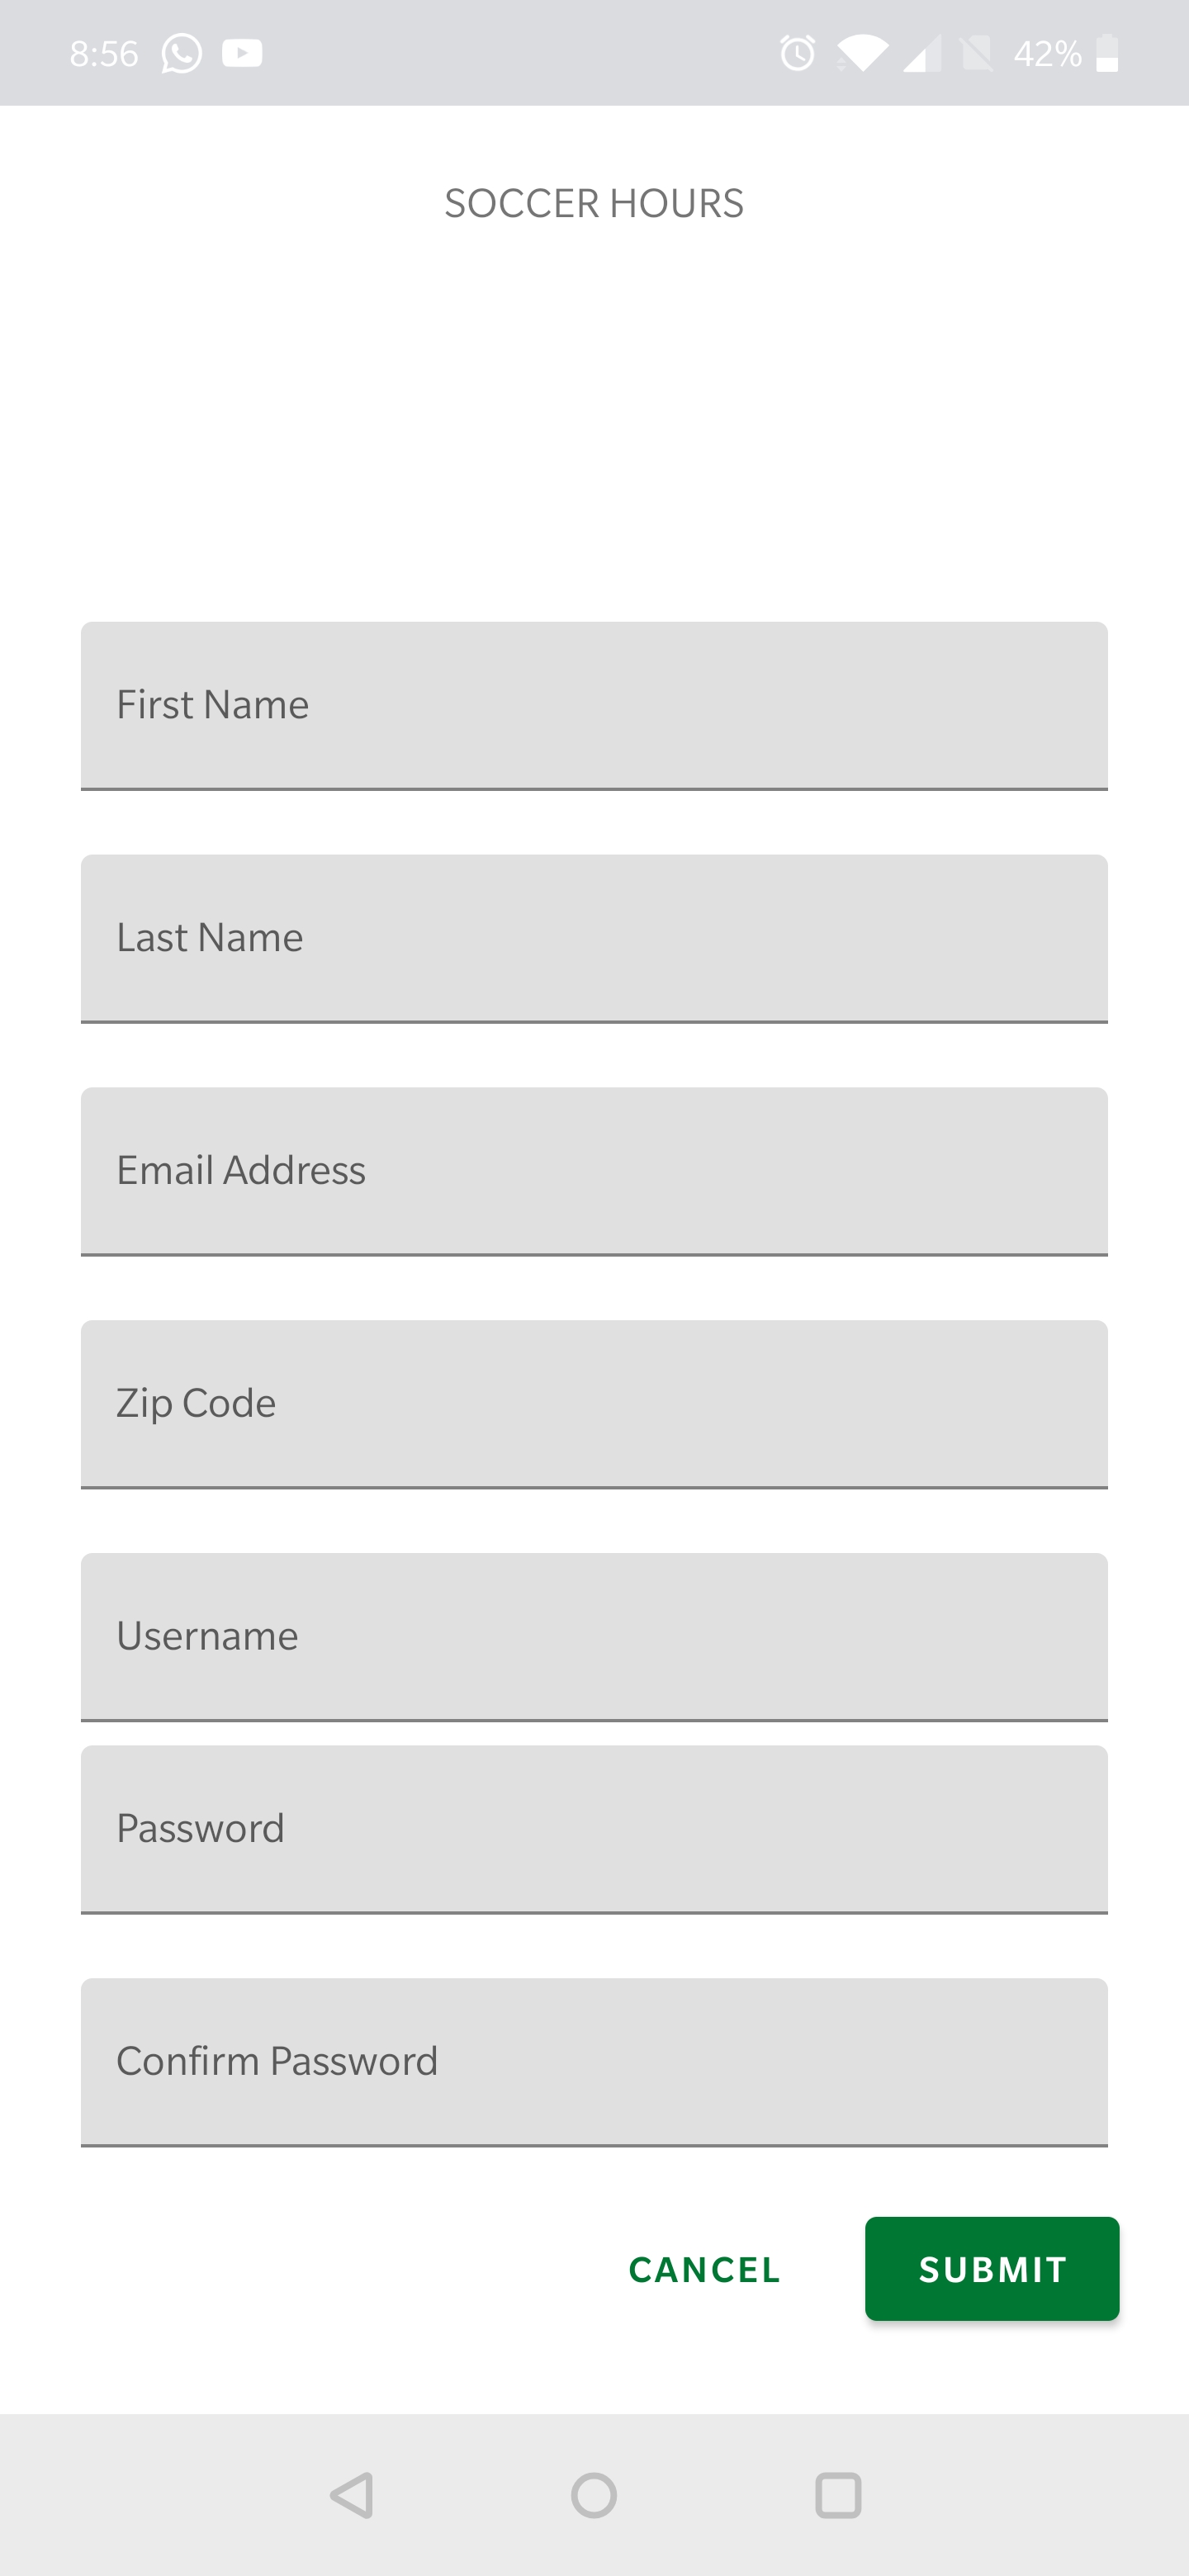 8:56 42%
SOCCER HOURS
First Name
Last Name
Email Address
Zip Code
Username
Password
Confirm Password
CANCEL SUBMIT